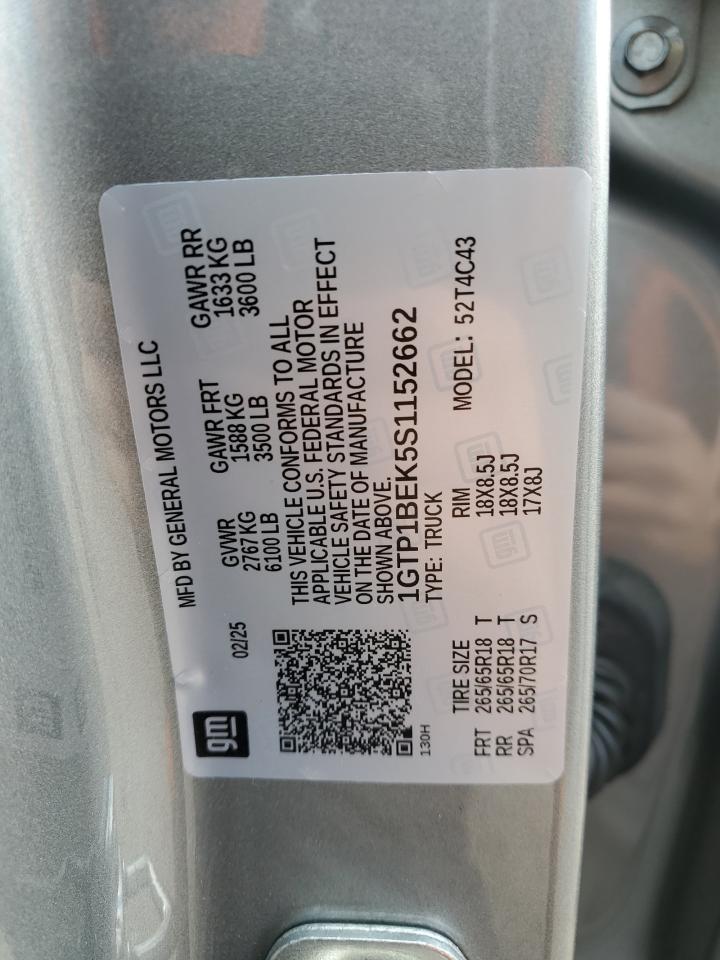 gm
MFD BY GENERAL MOTORS LLC
02/25
GVWR GAWR FRT GAWR RR
2767 KG 1588 KG 1633 KG
6100 LB 3500 LB 3600 LB
THIS VEHICLE CONFORMS TO ALL
APPLICABLE U.S. FEDERAL MOTOR
VEHICLE SAFETY STANDARDS IN EFFECT
ON THE DATE OF MANUFACTURE
SHOWN ABOVE.
1GTP1BEK5S1152662
TYPE: TRUCK MODEL: 52T4C43
130H
TIRE SIZE RIM
FRT 265/65R18 T 18X8.5J
RR 265/65R18 T 18X8.5J
SPA 265/70R17 S 17X8J